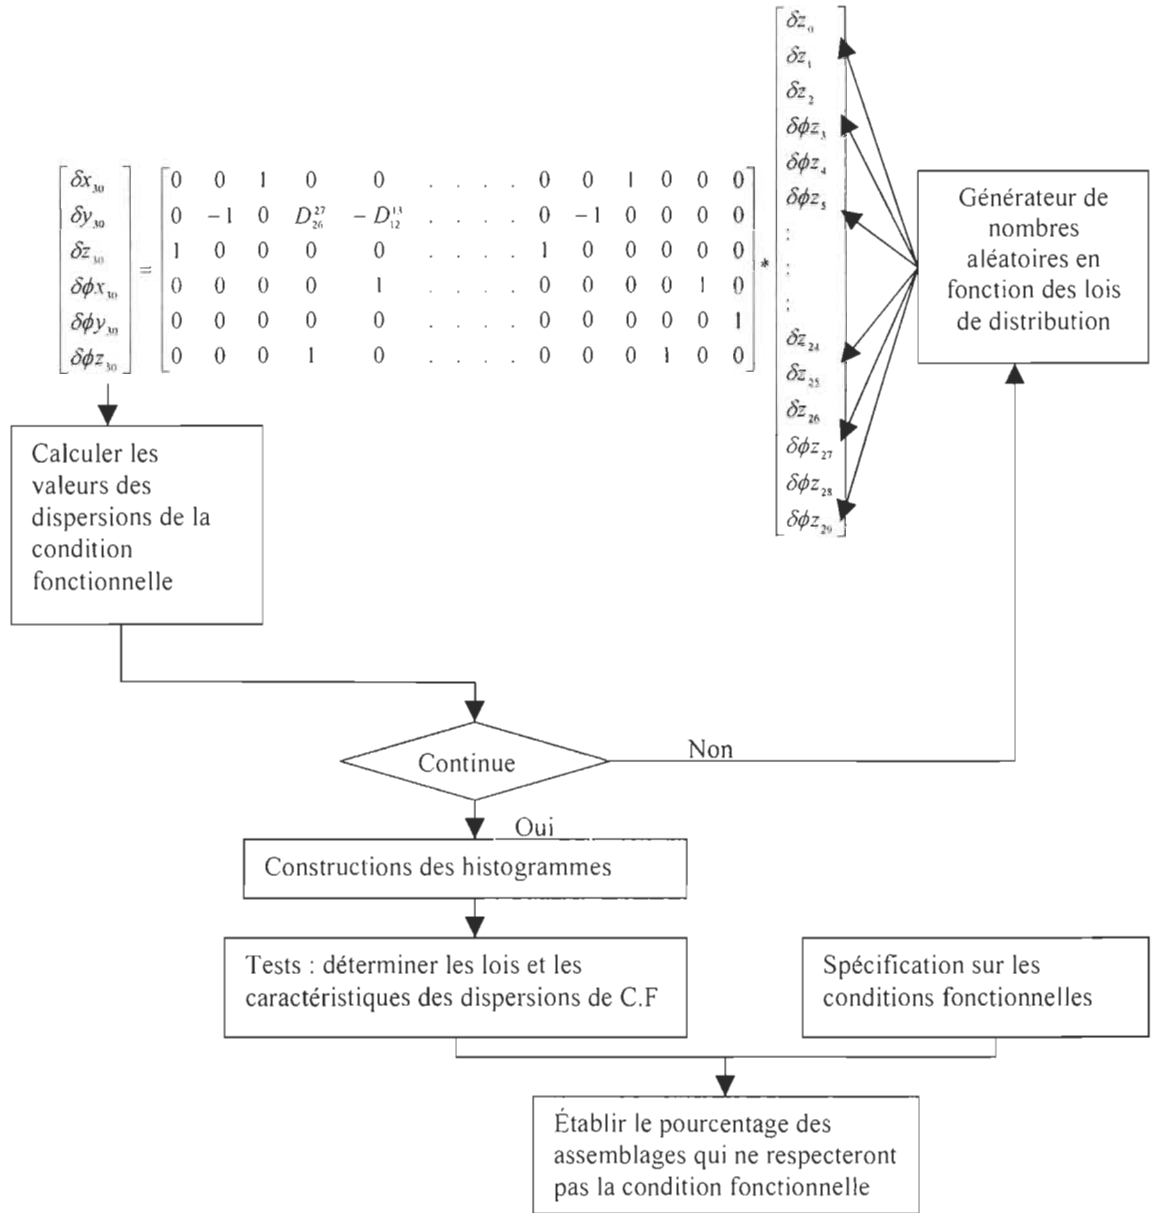 δx₃₀
δy₃₀
δz₃₀
δϕx₃₀
δϕy₃₀
δϕz₃₀
=
0 0 1 0 0 . . . . 0 0 1 0 0 0
0 -1 0 D₂₆²⁷ -D₁₂¹³ . . . . 0 -1 0 0 0 0
1 0 0 0 0 . . . . 1 0 0 0 0 0
0 0 0 0 1 . . . . 0 0 0 0 1 0
0 0 0 0 0 . . . . 0 0 0 0 0 1
0 0 0 1 0 . . . . 0 0 0 1 0 0
*
δz₀
δz₁
δz₂
δϕz₃
δϕz₄
δϕz₅
:
:
:
δz₂₄
δz₂₅
δz₂₆
δϕz₂₇
δϕz₂₈
δϕz₂₉
Générateur de
nombres
aléatoires en
fonction des lois
de distribution
Calculer les
valeurs des
dispersions de la
condition
fonctionnelle
Continue
Non
Oui
Constructions des histogrammes
Tests : déterminer les lois et les
caractéristiques des dispersions de C.F
Spécification sur les
conditions fonctionnelles
Établir le pourcentage des
assemblages qui ne respecteront
pas la condition fonctionnelle